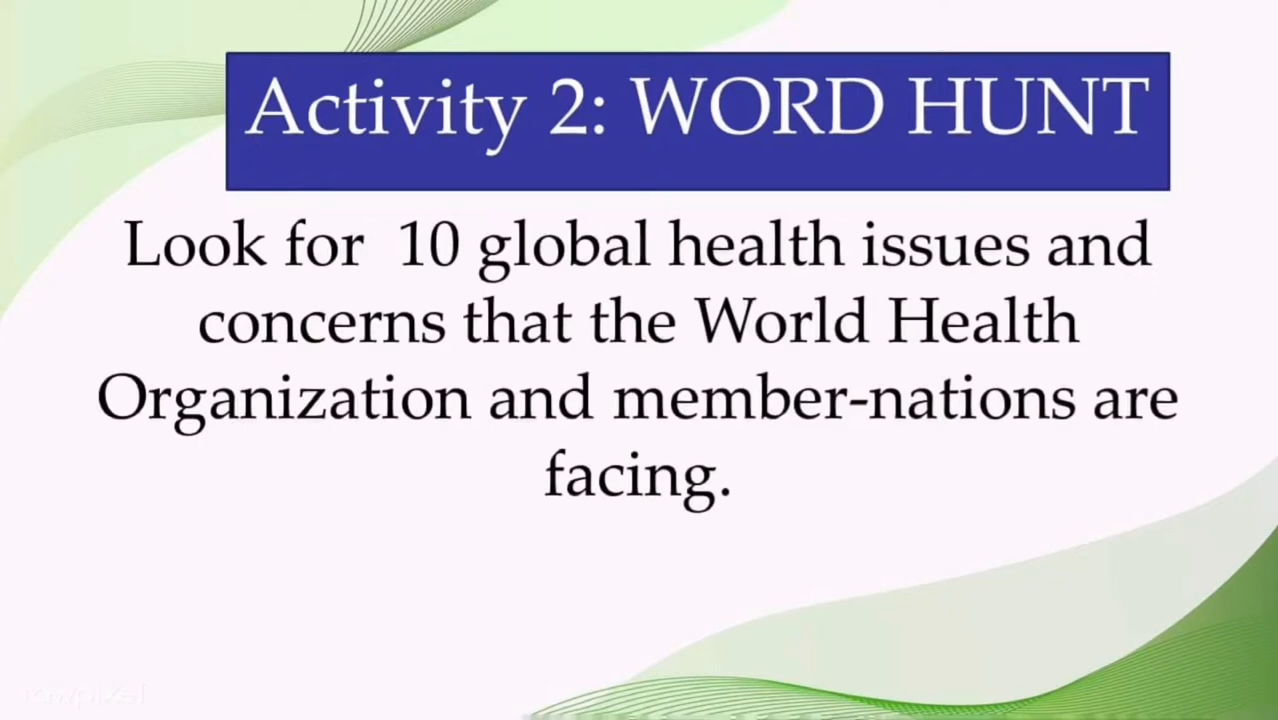 Activity 2: WORD HUNT
Look for 10 global health issues and
concerns that the World Health
Organization and member-nations are
facing.
rawpixel